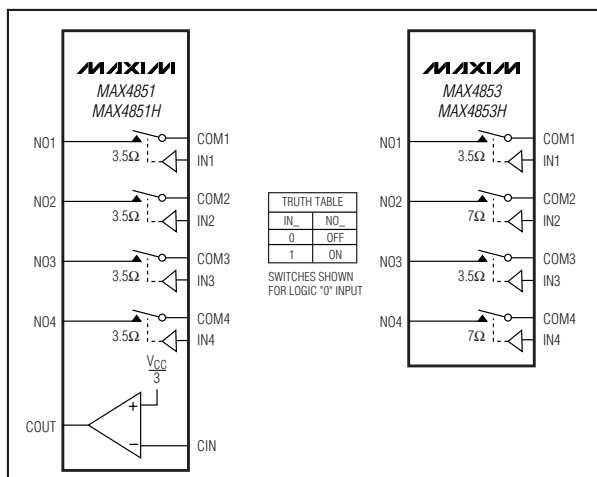 MAXIM
MAX4851
MAX4851H
NO1
COM1
3.5Ω
IN1
NO2
COM2
3.5Ω
IN2
NO3
COM3
3.5Ω
IN3
NO4
COM4
3.5Ω
IN4
VCC
3
+
COUT
−
CIN
TRUTH TABLE
IN_ NO_
0 OFF
1 ON
SWITCHES SHOWN
FOR LOGIC "0" INPUT
MAXIM
MAX4853
MAX4853H
NO1
COM1
3.5Ω
IN1
NO2
COM2
7Ω
IN2
NO3
COM3
3.5Ω
IN3
NO4
COM4
7Ω
IN4